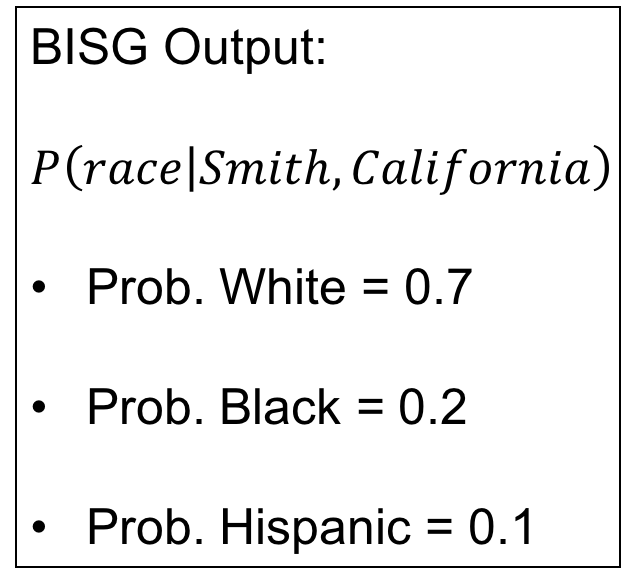 BISG Output:
P(race|Smith, California)
• Prob. White = 0.7
• Prob. Black = 0.2
• Prob. Hispanic = 0.1